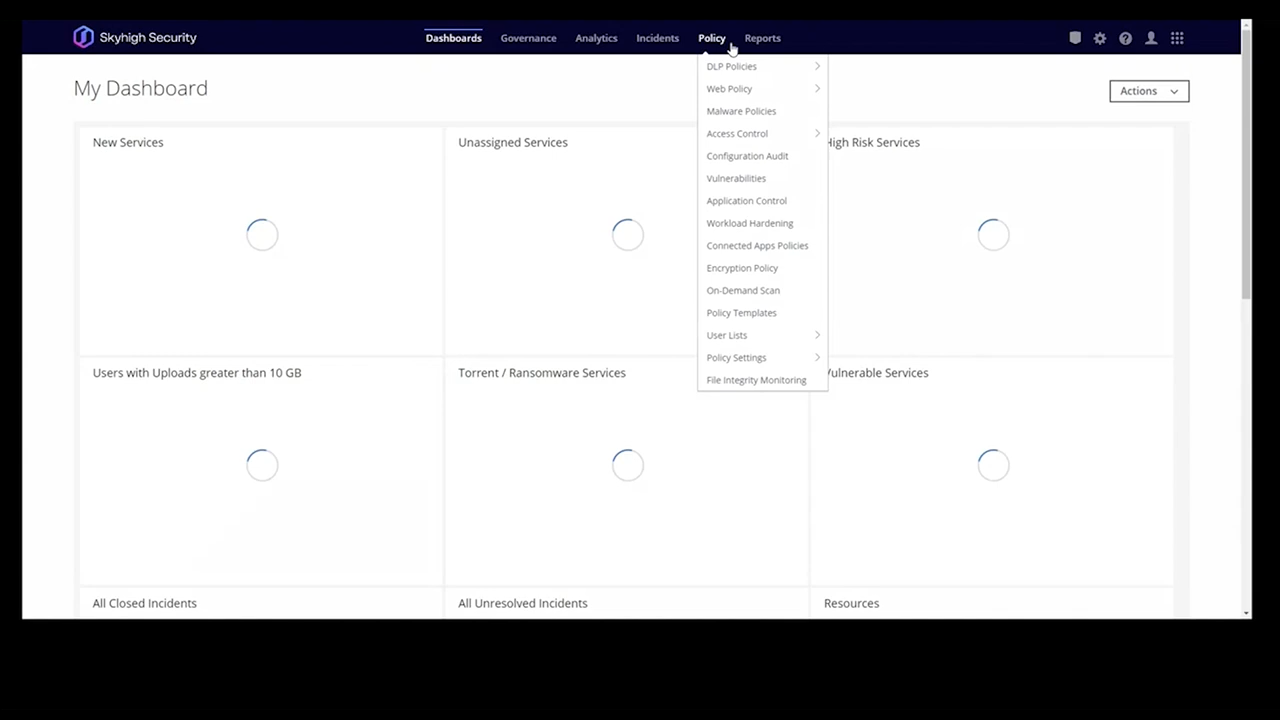 Skyhigh Security
Dashboards
Governance
Analytics
Incidents
Policy
Reports
My Dashboard
Actions
DLP Policies
Web Policy
Malware Policies
Access Control
Configuration Audit
Vulnerabilities
Application Control
Workload Hardening
Connected Apps Policies
Encryption Policy
On-Demand Scan
Policy Templates
User Lists
Policy Settings
File Integrity Monitoring
New Services
Unassigned Services
High Risk Services
Users with Uploads greater than 10 GB
Torrent / Ransomware Services
Vulnerable Services
All Closed Incidents
All Unresolved Incidents
Resources